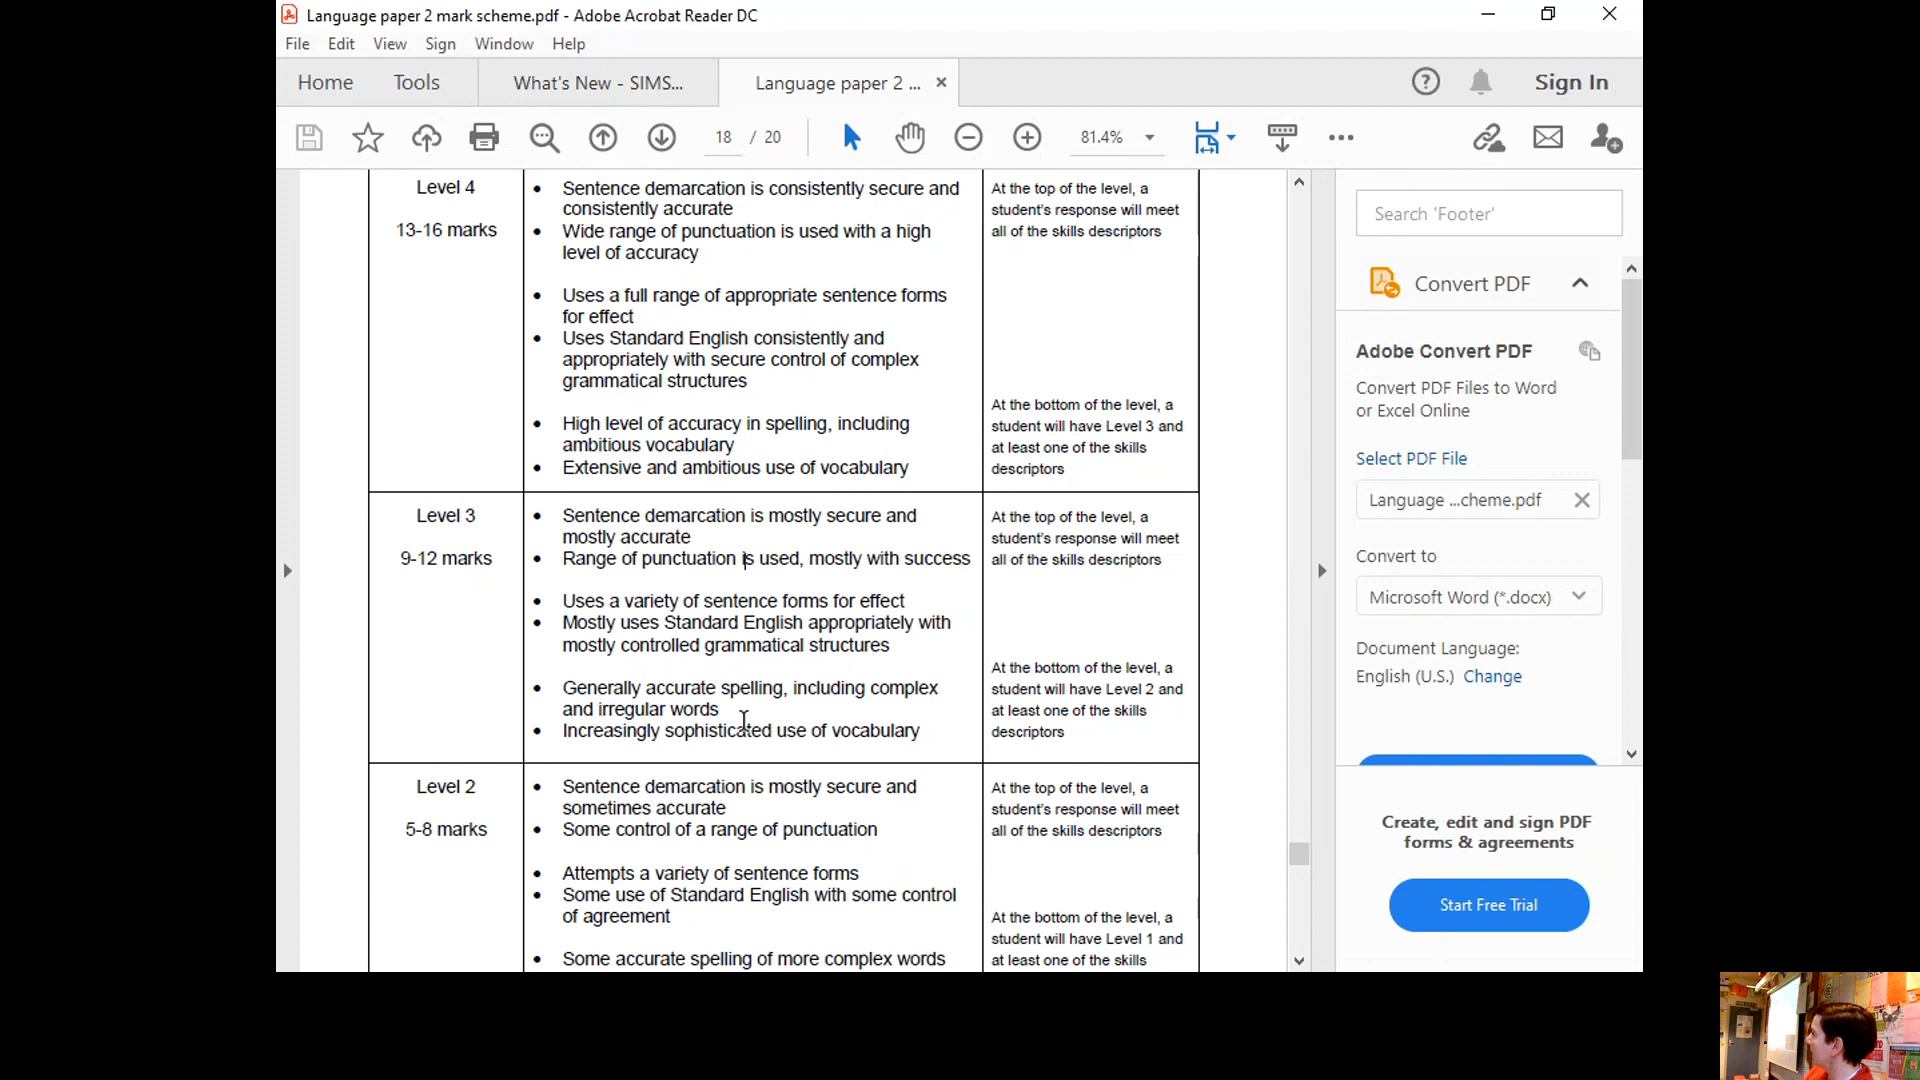 Language paper 2 mark scheme.pdf - Adobe Acrobat Reader DC
File Edit View Sign Window Help
Home Tools What's New - SIMS... Language paper 2 ... Sign In
18 / 20 81.4%
Level 4
13-16 marks
• Sentence demarcation is consistently secure and
consistently accurate
• Wide range of punctuation is used with a high
level of accuracy
• Uses a full range of appropriate sentence forms
for effect
• Uses Standard English consistently and
appropriately with secure control of complex
grammatical structures
• High level of accuracy in spelling, including
ambitious vocabulary
• Extensive and ambitious use of vocabulary
At the top of the level, a
student's response will meet
all of the skills descriptors
At the bottom of the level, a
student will have Level 3 and
at least one of the skills
descriptors
Level 3
9-12 marks
• Sentence demarcation is mostly secure and
mostly accurate
• Range of punctuation is used, mostly with success
• Uses a variety of sentence forms for effect
• Mostly uses Standard English appropriately with
mostly controlled grammatical structures
• Generally accurate spelling, including complex
and irregular words
• Increasingly sophisticated use of vocabulary
At the top of the level, a
student's response will meet
all of the skills descriptors
At the bottom of the level, a
student will have Level 2 and
at least one of the skills
descriptors
Level 2
5-8 marks
• Sentence demarcation is mostly secure and
sometimes accurate
• Some control of a range of punctuation
• Attempts a variety of sentence forms
• Some use of Standard English with some control
of agreement
• Some accurate spelling of more complex words
At the top of the level, a
student's response will meet
all of the skills descriptors
At the bottom of the level, a
student will have Level 1 and
at least one of the skills
Search 'Footer'
Convert PDF
Adobe Convert PDF
Convert PDF Files to Word
or Excel Online
Select PDF File
Language ...cheme.pdf
Convert to
Microsoft Word (*.docx)
Document Language:
English (U.S.) Change
Create, edit and sign PDF
forms & agreements
Start Free Trial